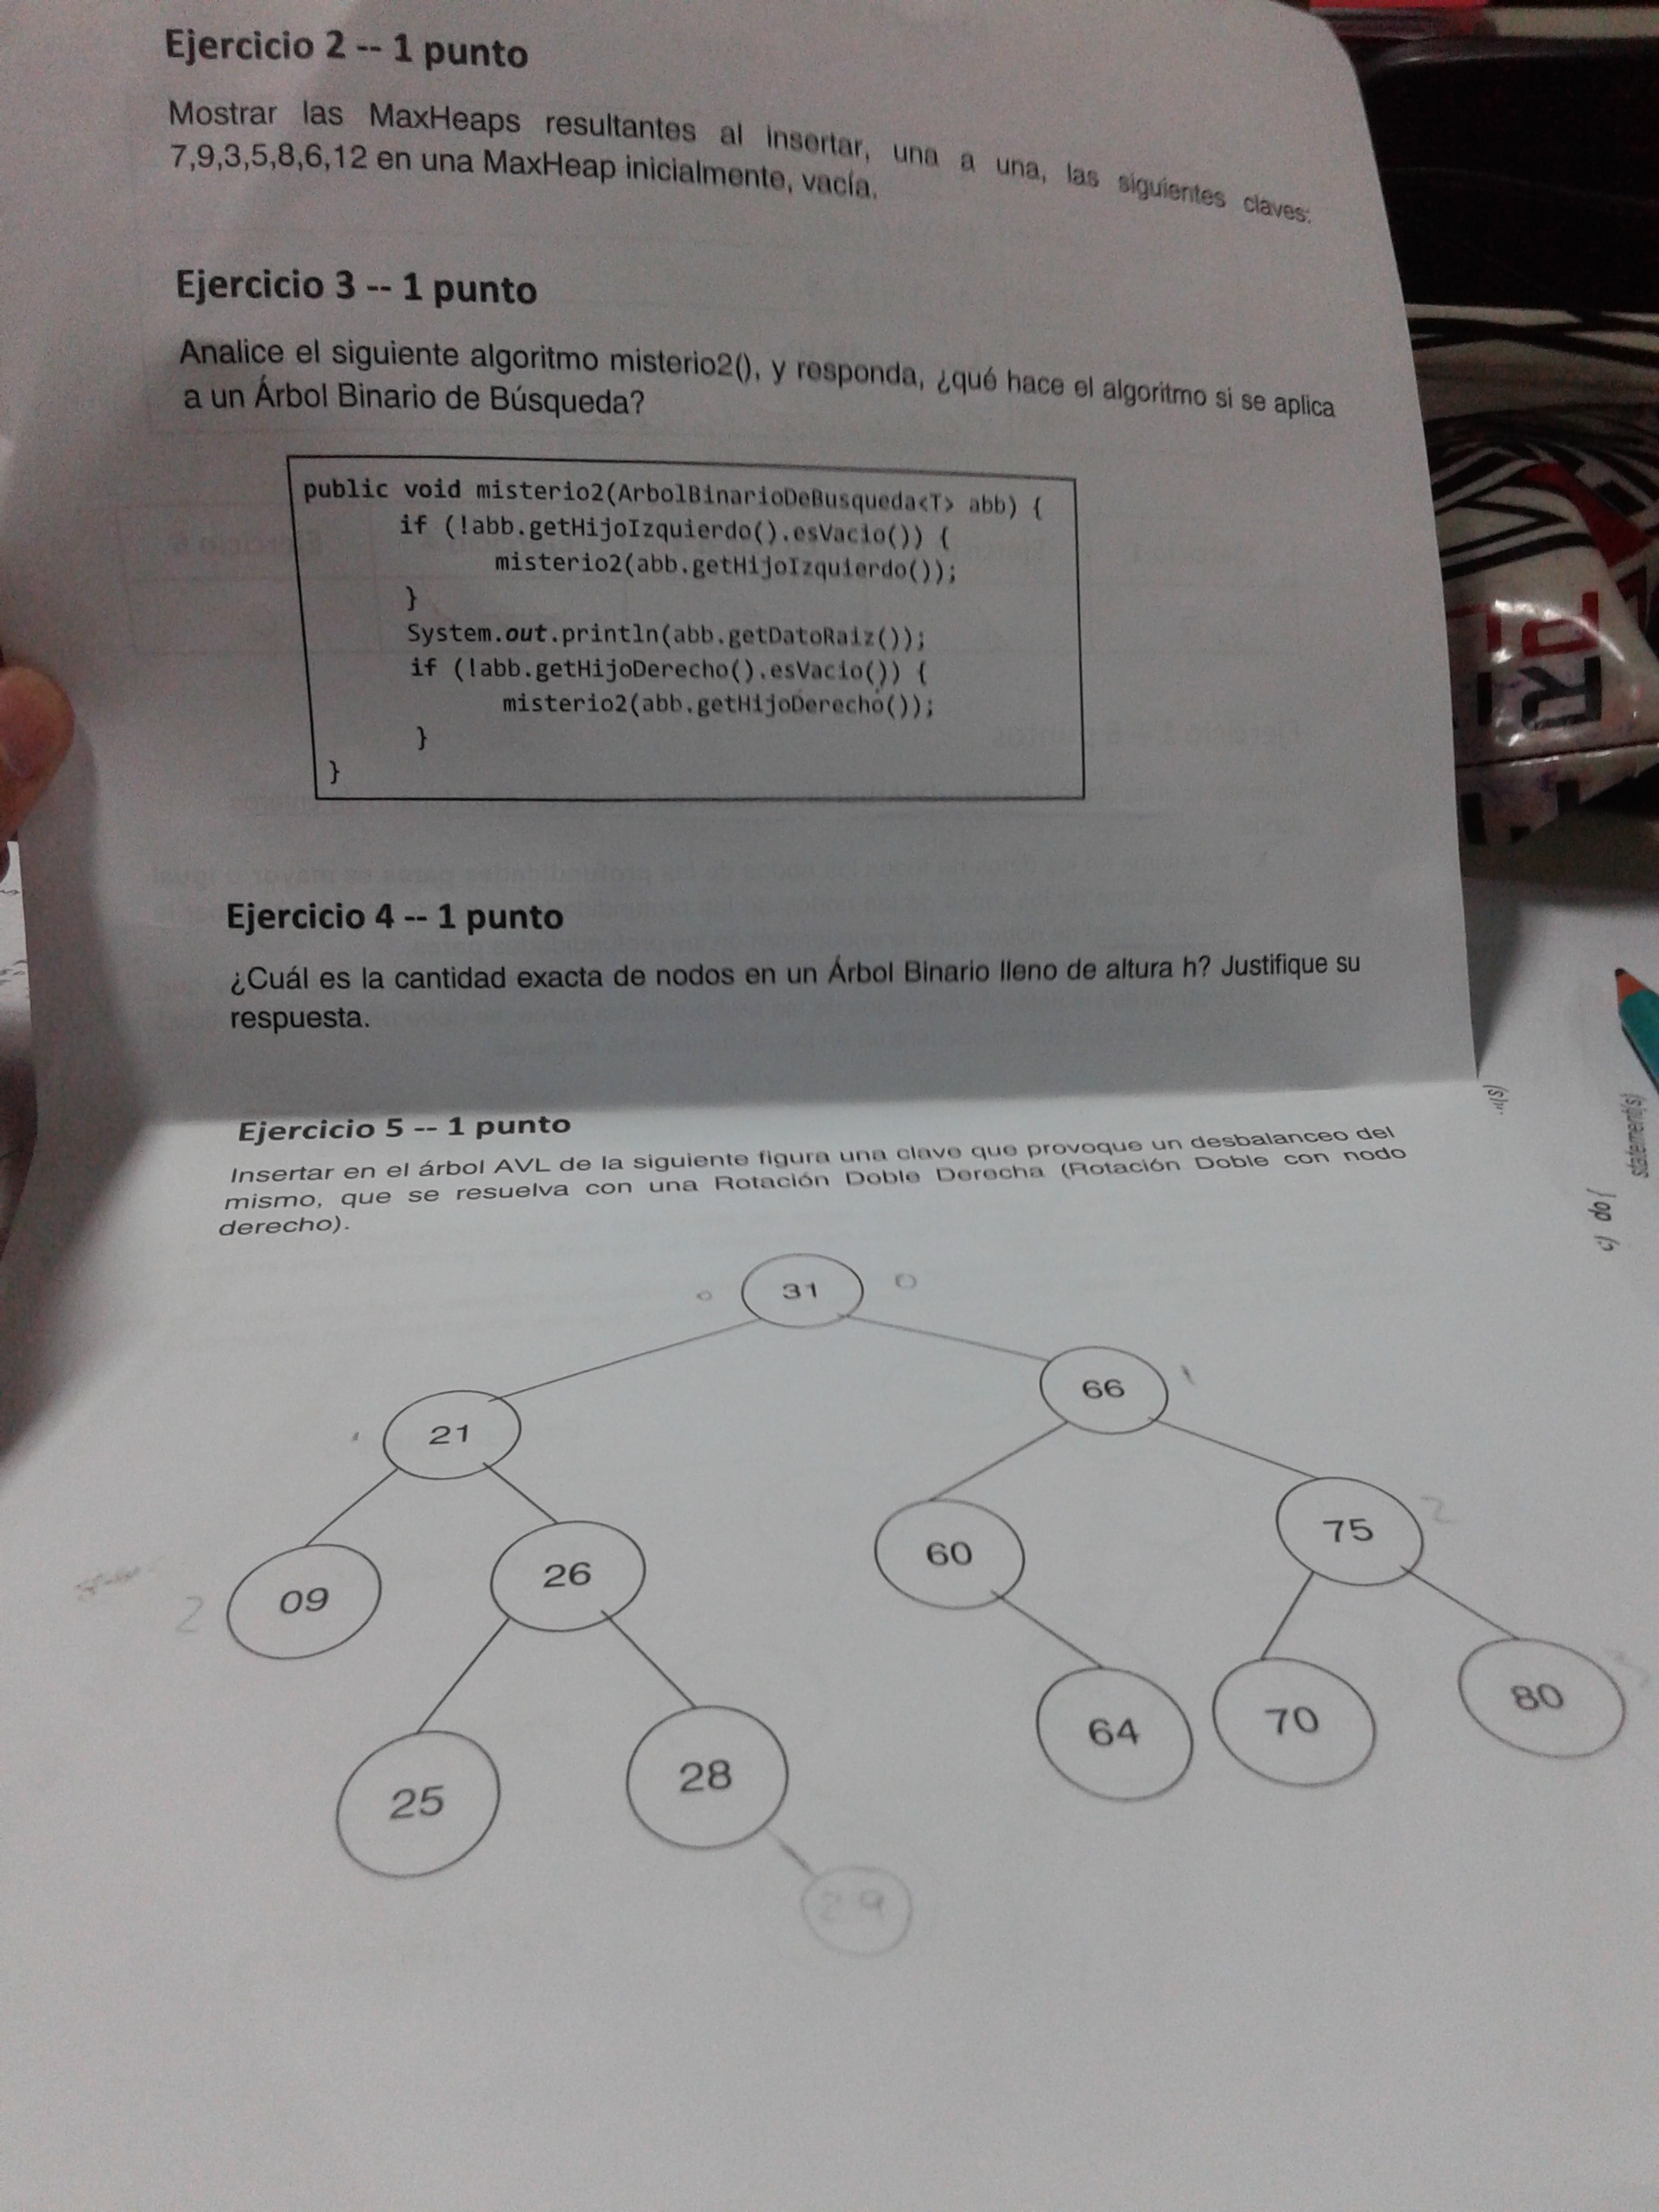 Ejercicio 2 -- 1 punto
Mostrar las MaxHeaps resultantes al insertar, una a una, las siguientes claves:
7,9,3,5,8,6,12 en una MaxHeap inicialmente, vacía.
Ejercicio 3 -- 1 punto
Analice el siguiente algoritmo misterio2(), y responda, ¿qué hace el algoritmo si se aplica
a un Árbol Binario de Búsqueda?
public void misterio2(ArbolBinarioDeBusqueda<T> abb) {
if (!abb.getHijoIzquierdo().esVacio()) {
misterio2(abb.getHijoIzquierdo());
}
System.out.println(abb.getDatoRaiz());
if (!abb.getHijoDerecho().esVacio()) {
misterio2(abb.getHijoDerecho());
}
}
Ejercicio 4 -- 1 punto
¿Cuál es la cantidad exacta de nodos en un Árbol Binario lleno de altura h? Justifique su
respuesta.
Ejercicio 5 -- 1 punto
Insertar en el árbol AVL de la siguiente figura una clave que provoque un desbalanceo del
mismo, que se resuelva con una Rotación Doble Derecha (Rotación Doble con nodo
derecho).
0 31 0
66 1
21
75 2
60
26
09
2
80 3
70
64
28
25
29
statement(s)
c) do {